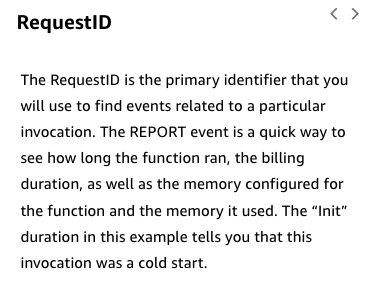 RequestID
The RequestID is the primary identifier that you
will use to find events related to a particular
invocation. The REPORT event is a quick way to
see how long the function ran, the billing
duration, as well as the memory configured for
the function and the memory it used. The “Init”
duration in this example tells you that this
invocation was a cold start.